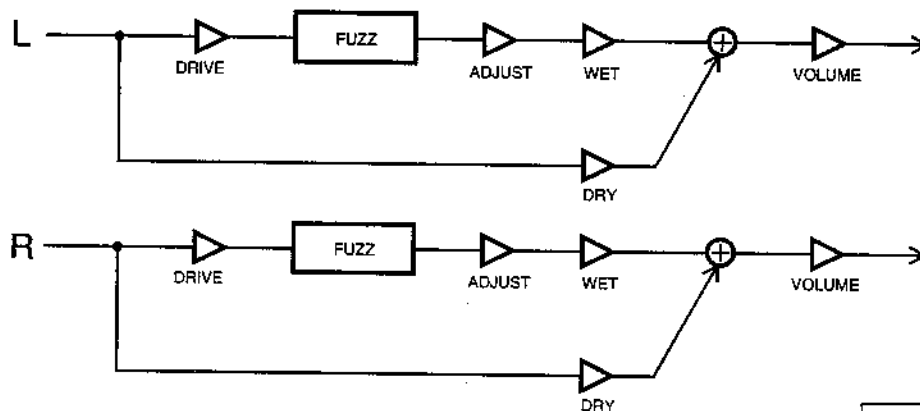 L
FUZZ
DRIVE
ADJUST
WET
VOLUME
DRY
R
FUZZ
DRIVE
ADJUST
WET
VOLUME
DRY